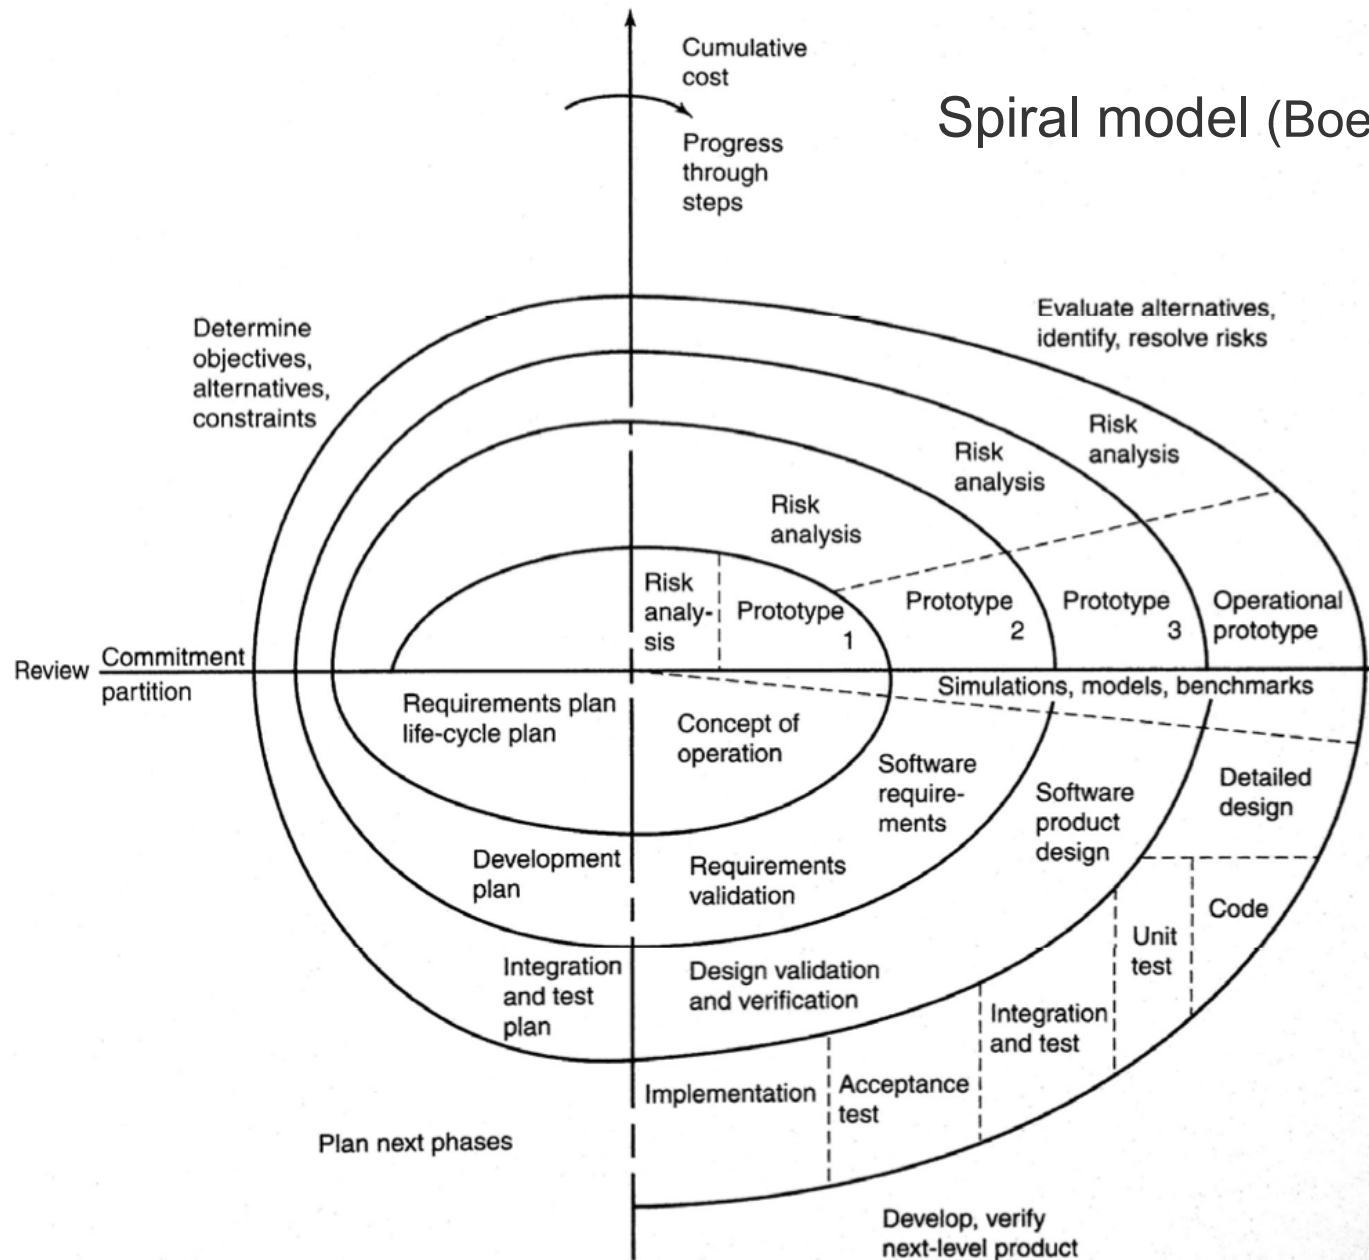 Cumulative
cost
Spiral model (Boe
Progress
through
steps
Determine
objectives,
alternatives,
constraints
Evaluate alternatives,
identify, resolve risks
Risk
analysis
Risk
analysis
Risk
analysis
Risk
analy-
sis
Prototype
1
Prototype
2
Prototype
3
Operational
prototype
Review
Commitment
partition
Simulations, models, benchmarks
Requirements plan
life-cycle plan
Concept of
operation
Software
require-
ments
Software
product
design
Detailed
design
Development
plan
Requirements
validation
Code
Unit
test
Integration
and test
plan
Design validation
and verification
Integration
and test
Acceptance
test
Implementation
Plan next phases
Develop, verify
next-level product